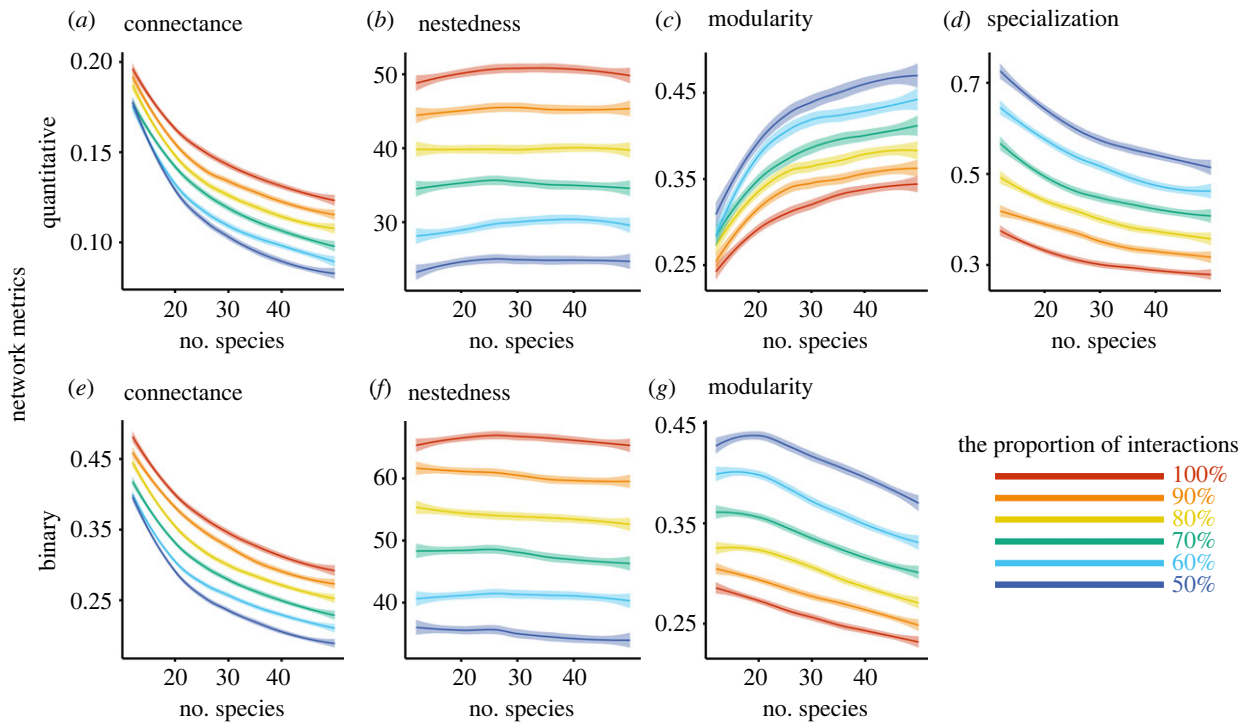 (a) connectance
(b) nestedness
(c) modularity
(d) specialization
network metrics
quantitative
0.20
0.15
0.10
20 30 40
no. species
50
40
30
20 30 40
no. species
0.45
0.35
0.25
20 30 40
no. species
0.7
0.5
0.3
20 30 40
no. species
(e) connectance
(f) nestedness
(g) modularity
binary
0.45
0.35
0.25
20 30 40
no. species
60
50
40
20 30 40
no. species
0.45
0.35
0.25
20 30 40
no. species
the proportion of interactions
100%
90%
80%
70%
60%
50%